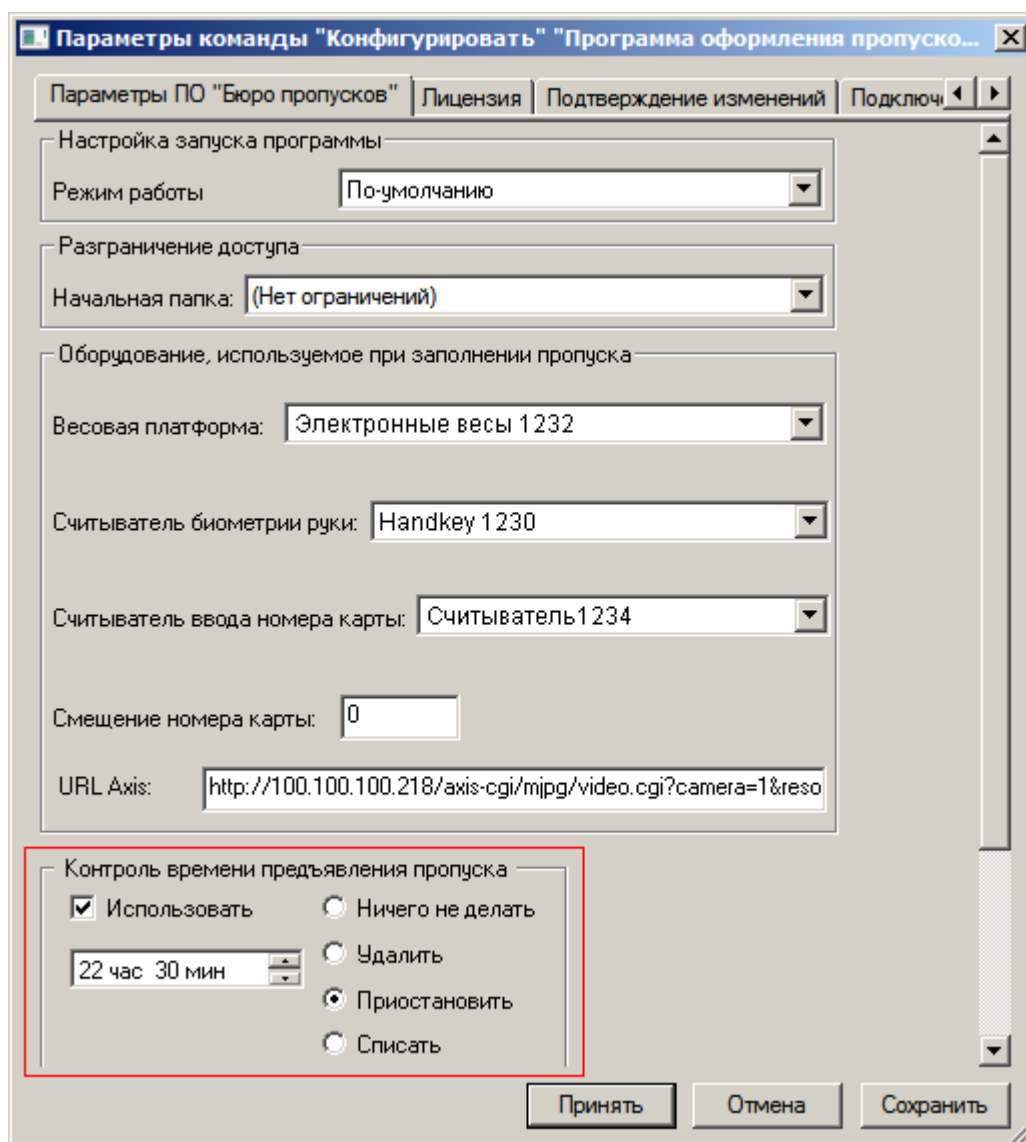 Параметры команды "Конфигурировать" "Программа оформления пропуско...
Параметры ПО "Бюро пропусков" Лицензия Подтверждение изменений Подключ
Настройка запуска программы
Режим работы По-умолчанию
Разграничение доступа
Начальная папка: (Нет ограничений)
Оборудование, используемое при заполнении пропуска
Весовая платформа: Электронные весы 1232
Считыватель биометрии руки: Handkey 1230
Считыватель ввода номера карты: Считыватель1234
Смещение номера карты: 0
URL Axis: http://100.100.100.218/axis-cgi/mjpg/video.cgi?camera=1&reso
Контроль времени предъявления пропуска
Использовать Ничего не делать
22 час 30 мин Удалить
Приостановить
Списать
Принять Отмена Сохранить